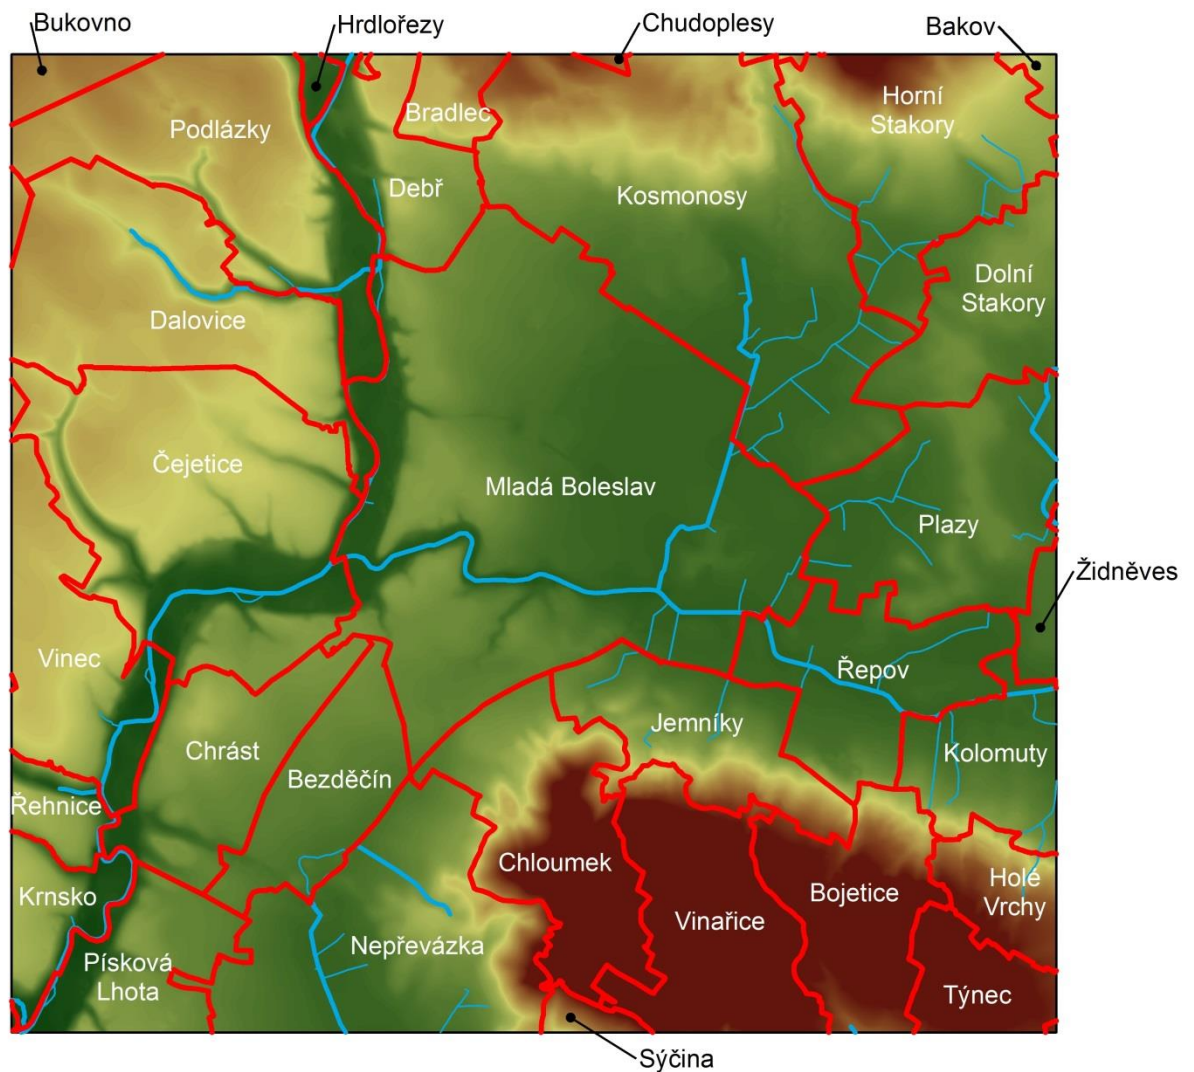 Bukovno
Hrdlořezy
Chudoplesy
Bakov
Podlázky
Bradlec
Horní
Stakory
Debř
Kosmonosy
Dolní
Stakory
Dalovice
Čejetice
Mladá Boleslav
Plazy
Židněves
Vinec
Řepov
Chrást
Jemníky
Bezděčín
Kolomuty
Řehnice
Chloumek
Krnsko
Vinařice
Bojetice
Holé
Vrchy
Písková
Lhota
Nepřevázka
Týnec
Sýčina